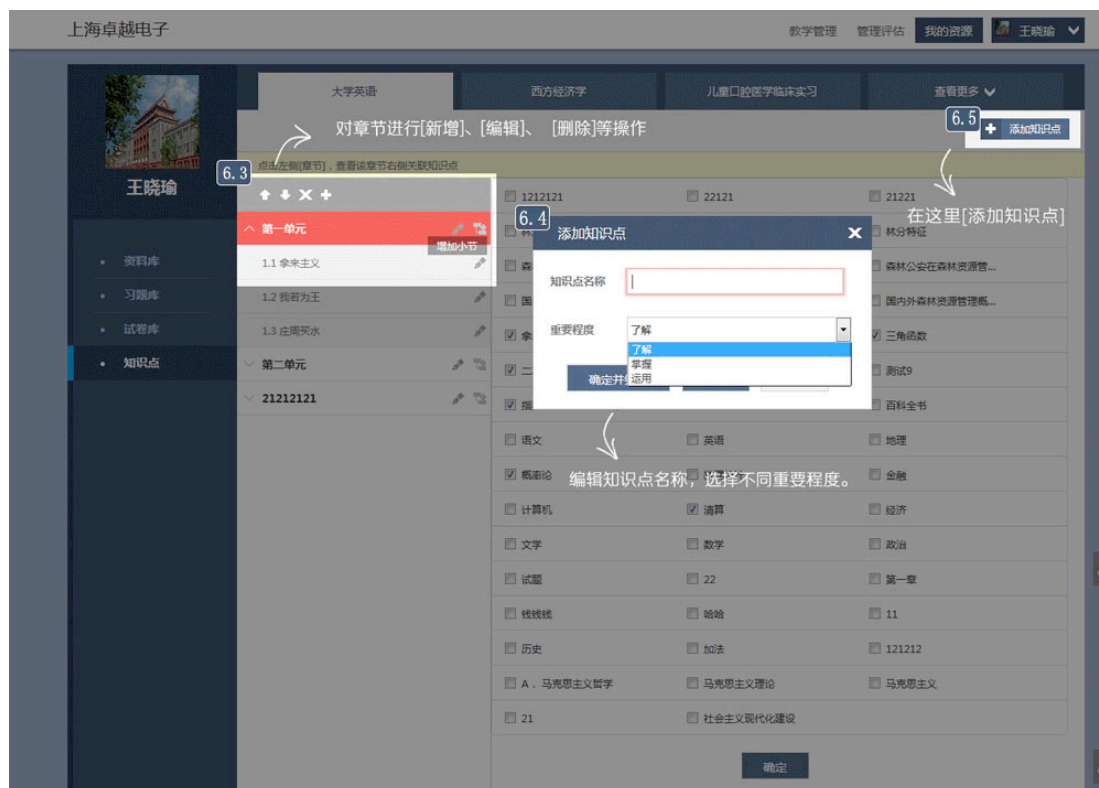 上海卓越电子
教学管理 管理评估 我的资源 王晓瑜
大学英语 西方经济学 儿童口腔医学临床实习 查看更多
对章节进行[新增]、[编辑]、 [删除]等操作
6.5
添加知识点
6.3
点击左侧[章节]，查看该章节右侧关联知识点
王晓瑜
资料库
习题库
试卷库
知识点
第一单元
增加小节
1.1 拿来主义
1.2 我若为王
1.3 庄周买水
第二单元
21212121
在这里[添加知识点]
6.4
添加知识点
知识点名称
重要程度 了解
了解
掌握
运用
确定并
编辑知识点名称，选择不同重要程度。
1212121 22121 21221
林分特征
森林公安在森林资源管...
国内外森林资源管理概...
三角函数
测试9
百科全书
语文 英语 地理
概率论 金融
计算机 清算 经济
文学 数学 政治
试题 22 第一章
钱钱钱 哈哈 11
历史 加法 121212
A．马克思主义哲学 马克思主义理论 马克思主义
21 社会主义现代化建设
确定